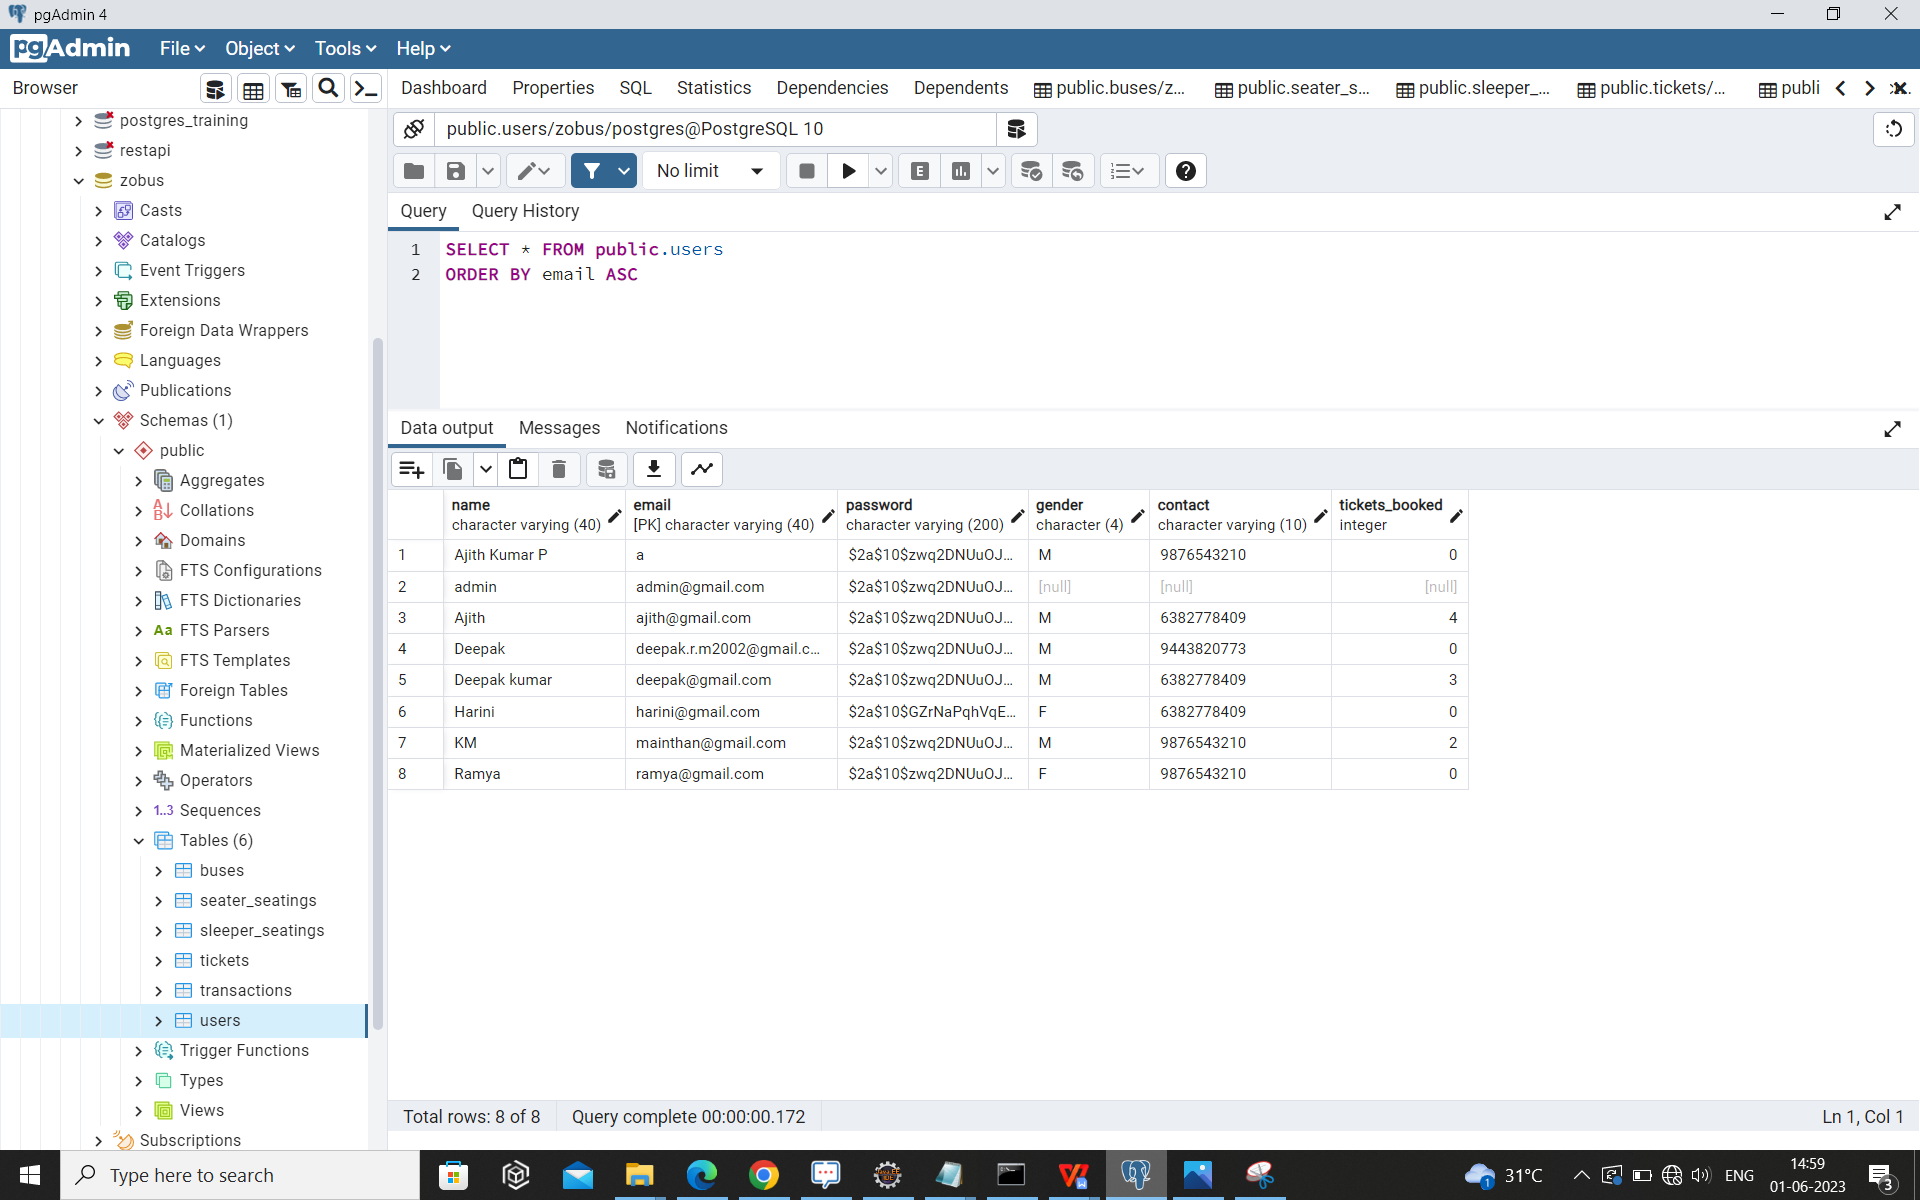 pgAdmin 4
pgAdmin File Object Tools Help
Browser
postgres_training
restapi
zobus
Casts
Catalogs
Event Triggers
Extensions
Foreign Data Wrappers
Languages
Publications
Schemas (1)
public
Aggregates
Collations
Domains
FTS Configurations
FTS Dictionaries
Aa FTS Parsers
FTS Templates
Foreign Tables
Functions
Materialized Views
Operators
1..3 Sequences
Tables (6)
buses
seater_seatings
sleeper_seatings
tickets
transactions
users
Trigger Functions
Types
Views
Subscriptions
Dashboard Properties SQL Statistics Dependencies Dependents public.buses/z... public.seater_s... public.sleeper_... public.tickets/... publi
public.users/zobus/postgres@PostgreSQL 10
No limit E
Query Query History
1 SELECT * FROM public.users
2 ORDER BY email ASC
Data output Messages Notifications
name email password gender contact tickets_booked
character varying (40) [PK] character varying (40) character varying (200) character (4) character varying (10) integer
1 Ajith Kumar P a $2a$10$zwq2DNUuOJ... M 9876543210 0
2 admin admin@gmail.com $2a$10$zwq2DNUuOJ... [null] [null] [null]
3 Ajith ajith@gmail.com $2a$10$zwq2DNUuOJ... M 6382778409 4
4 Deepak deepak.r.m2002@gmail.c... $2a$10$zwq2DNUuOJ... M 9443820773 0
5 Deepak kumar deepak@gmail.com $2a$10$zwq2DNUuOJ... M 6382778409 3
6 Harini harini@gmail.com $2a$10$GZrNaPqhVqE... F 6382778409 0
7 KM mainthan@gmail.com $2a$10$zwq2DNUuOJ... M 9876543210 2
8 Ramya ramya@gmail.com $2a$10$zwq2DNUuOJ... F 9876543210 0
Total rows: 8 of 8 Query complete 00:00:00.172 Ln 1, Col 1
Type here to search 1 31°C ENG 14:59
01-06-2023 3